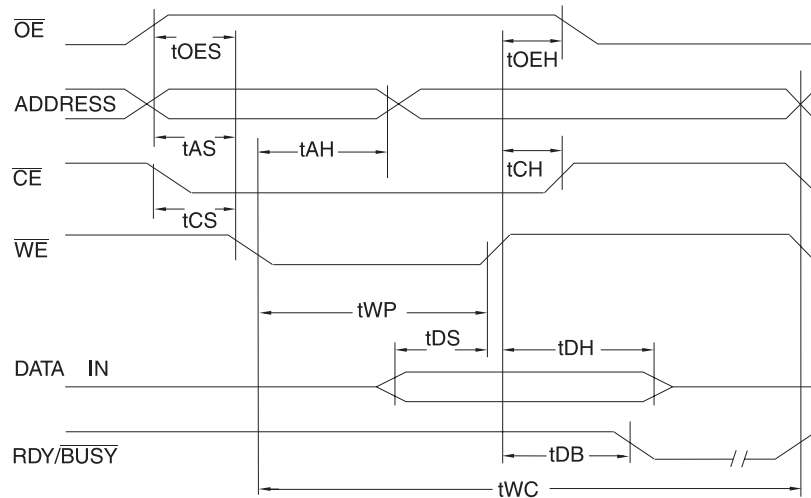 OE
tOES
tOEH
ADDRESS
tAS
tAH
tCH
CE
tCS
WE
tWP
tDS
tDH
DATA IN
RDY/BUSY
tDB
tWC